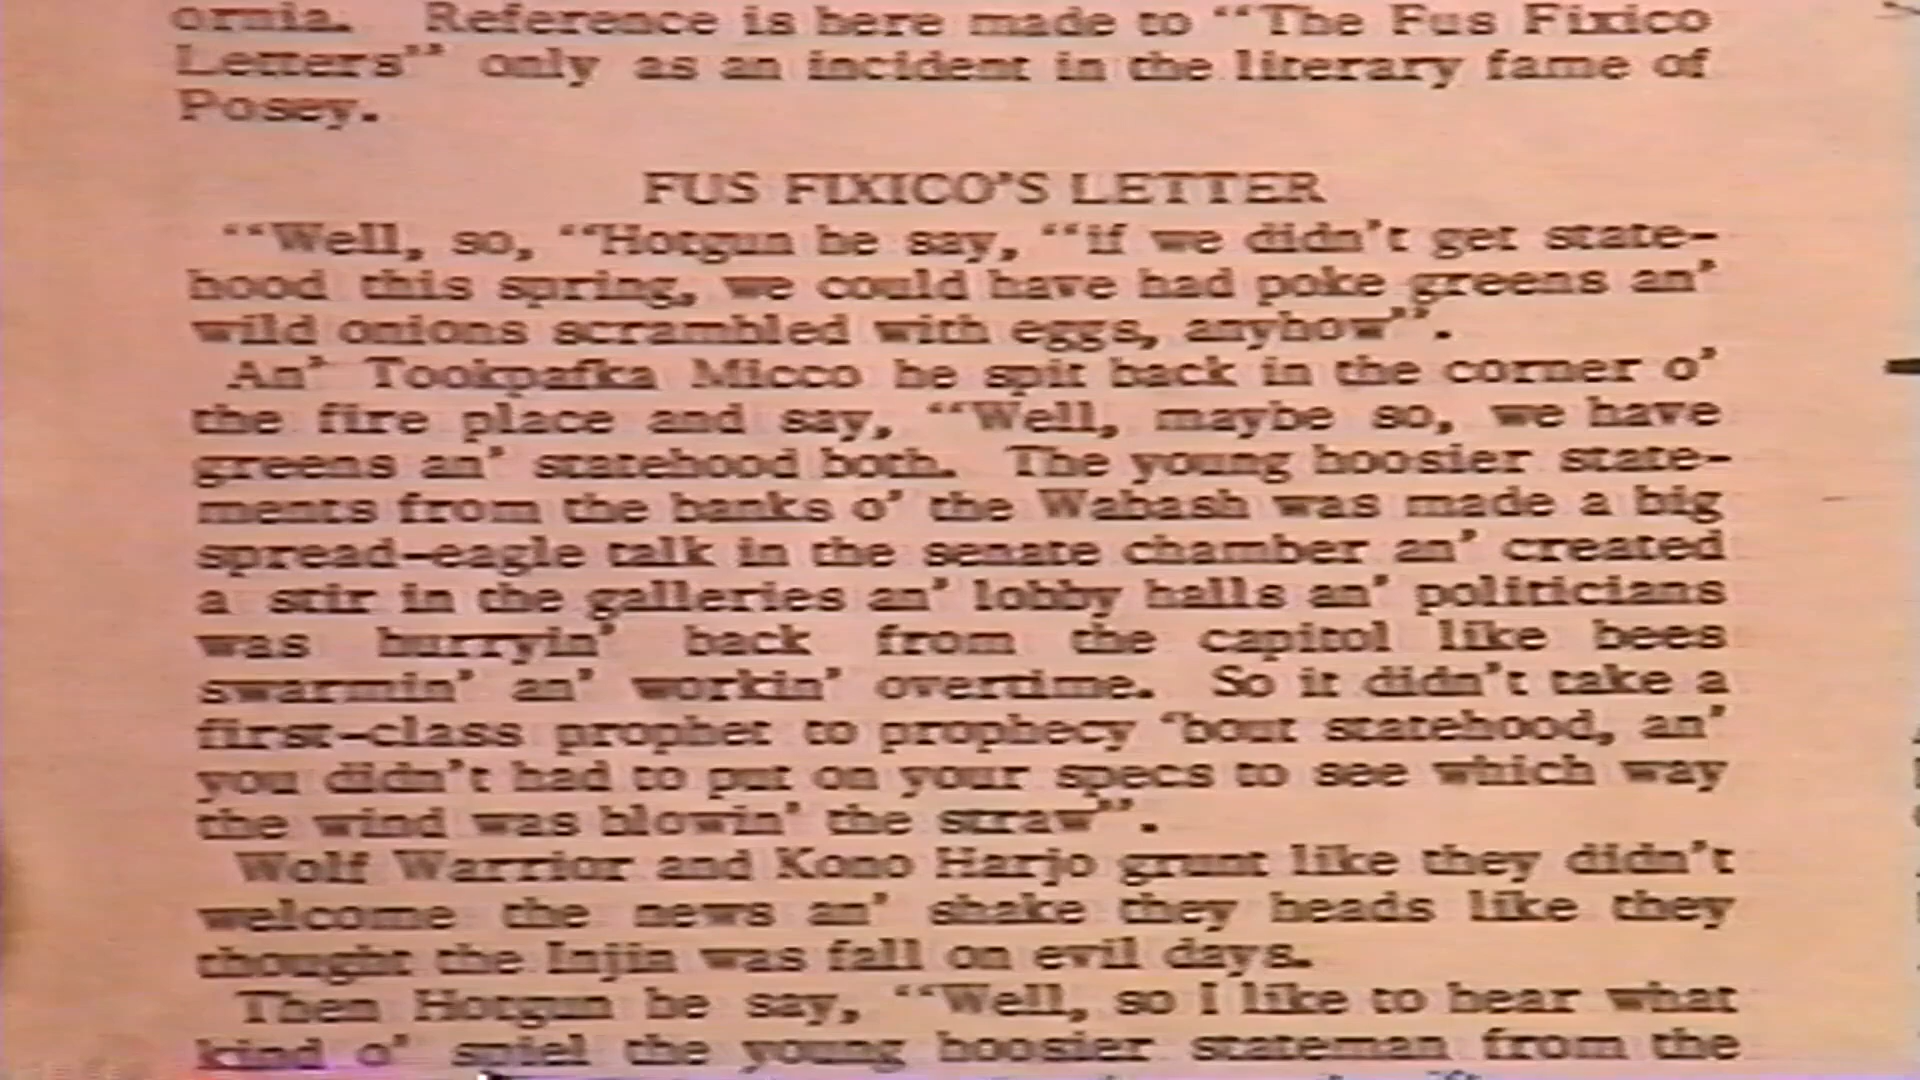 ornia. Reference is here made to “The Fus Fixico
Letters” only as an incident in the literary fame of
Posey.
FUS FIXICO’S LETTER
“Well, so, “Hotgun he say, “if we didn’t get state-
hood this spring, we could have had poke greens an’
wild onions scrambled with eggs, anyhow”.
An’ Tookpafka Micco he spit back in the corner o’
the fire place and say, “Well, maybe so, we have
greens an’ statehood both. The young hoosier state-
ments from the banks o’ the Wabash was made a big
spread-eagle talk in the senate chamber an’ created
a stir in the galleries an’ lobby halls an’ politicians
was hurryin’ back from the capitol like bees
swarmin’ an’ workin’ overtime. So it didn’t take a
first-class prophet to prophecy ’bout statehood, an’
you didn’t had to put on your specs to see which way
the wind was blowin’ the straw”.
Wolf Warrior and Kono Harjo grunt like they didn’t
welcome the news an’ shake they heads like they
thought the Injin was fall on evil days.
Then Hotgun he say, “Well, so I like to hear what
kind o’ spiel the young hoosier stateman from the